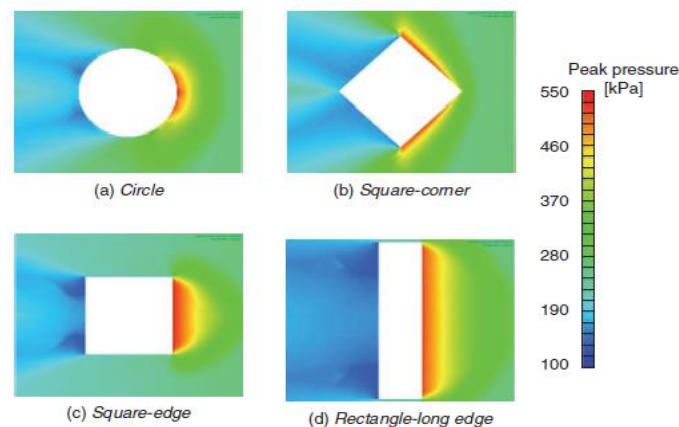 (a) Circle
(b) Square-corner
(c) Square-edge
(d) Rectangle-long edge
Peak pressure
[kPa]
550
460
370
280
190
100